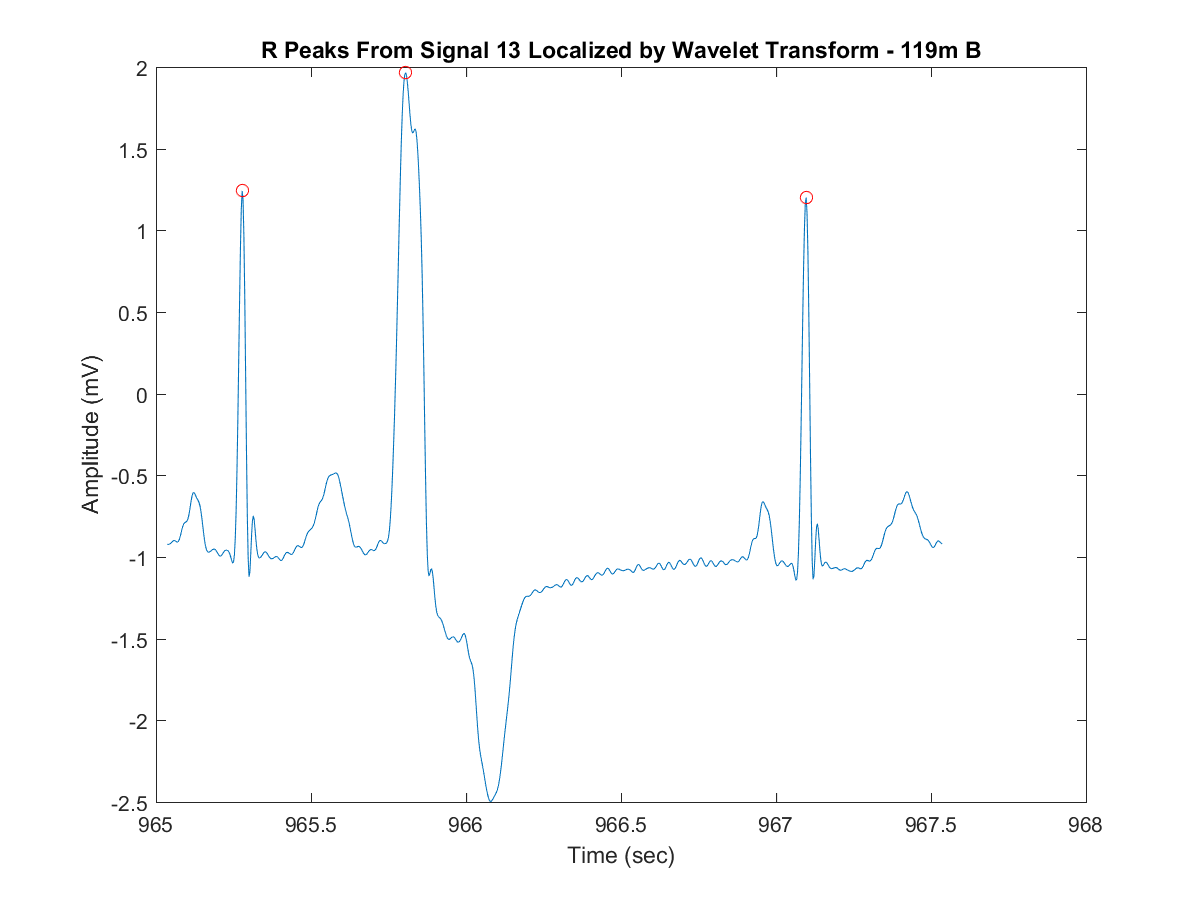 R Peaks From Signal 13 Localized by Wavelet Transform - 119m B
2
1.5
1
0.5
0
-0.5
-1
-1.5
-2
-2.5
Amplitude (mV)
965 965.5 966 966.5 967 967.5 968
Time (sec)